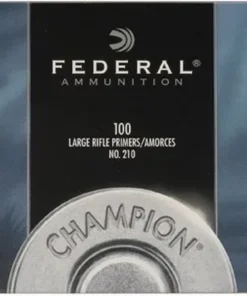 FEDERAL®
AMMUNITION
100
LARGE RIFLE PRIMERS/AMORCES
NO. 210
CHAMPION